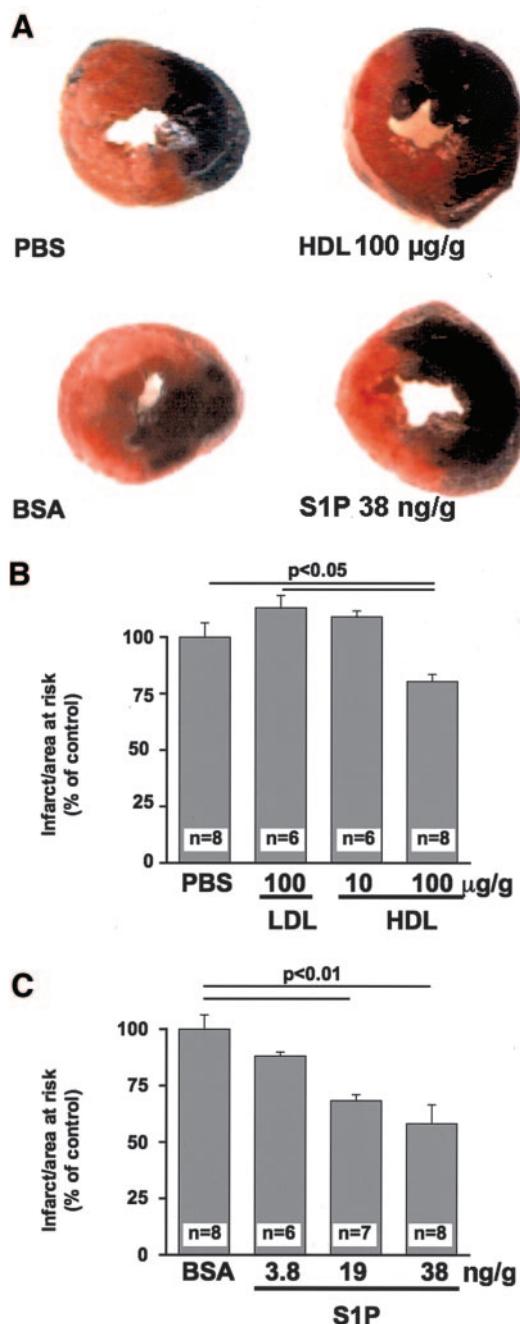 A
PBS
HDL 100 µg/g
BSA
S1P 38 ng/g
B
p<0.05
Infarct/area at risk
(% of control)
100
75
50
25
0
n=8
n=6
n=6
n=8
PBS
100
10
100
µg/g
LDL
HDL
C
p<0.01
Infarct/area at risk
(% of control)
100
75
50
25
0
n=8
n=6
n=7
n=8
BSA
3.8
19
38
ng/g
S1P